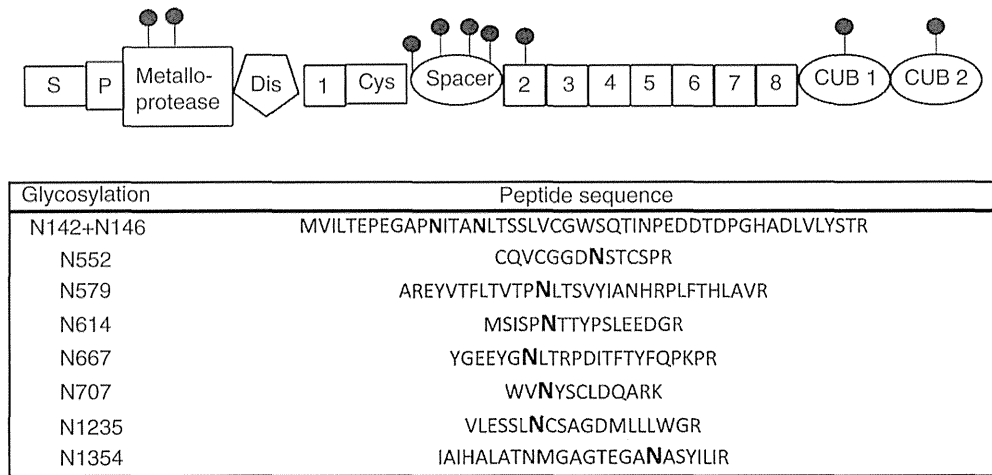 S P Metallo-protease Dis 1 Cys Spacer 2 3 4 5 6 7 8 CUB 1 CUB 2
Glycosylation Peptide sequence
N142+N146 MVILTEPEGAPNITANLTSSLVCGWSQTINPEDDTDPGHADLVLYSTR
N552 CQVCGGDNSTCSPR
N579 AREYVTFLTVTPNLTSVYIANHRPLFTHLAVR
N614 MSISPNTTYPSLEEDGR
N667 YGEEYGNLTRPDITFTYFQPKPR
N707 WVNYSCLDQARK
N1235 VLESSLNCSAGDMLLLWGR
N1354 IAIHALATNMGAGTEGANASYILIR